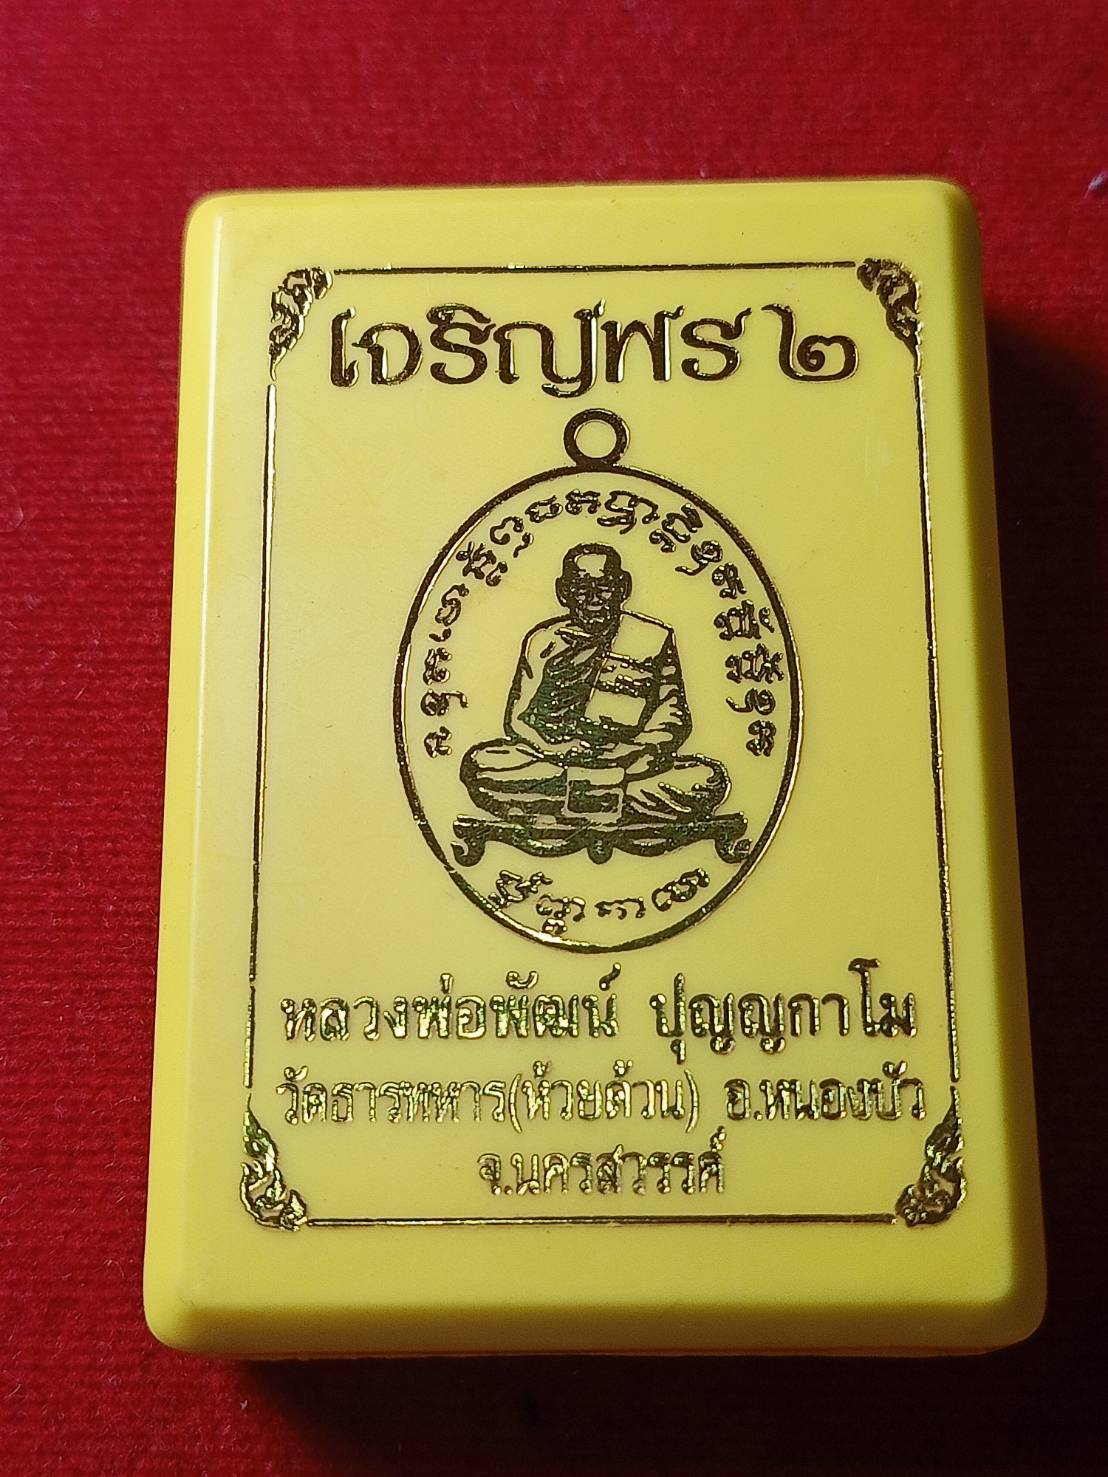 เจริญพร ๒
หลวงพ่อพัฒน์ ปุญญกาโม
วัดธารทหาร(ห้วยด้วน) อ.หนองบัว
จ.นครสวรรค์